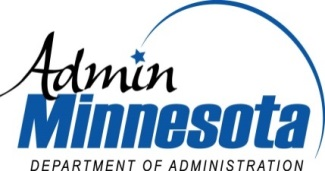 Admin
Minnesota
DEPARTMENT OF ADMINISTRATION